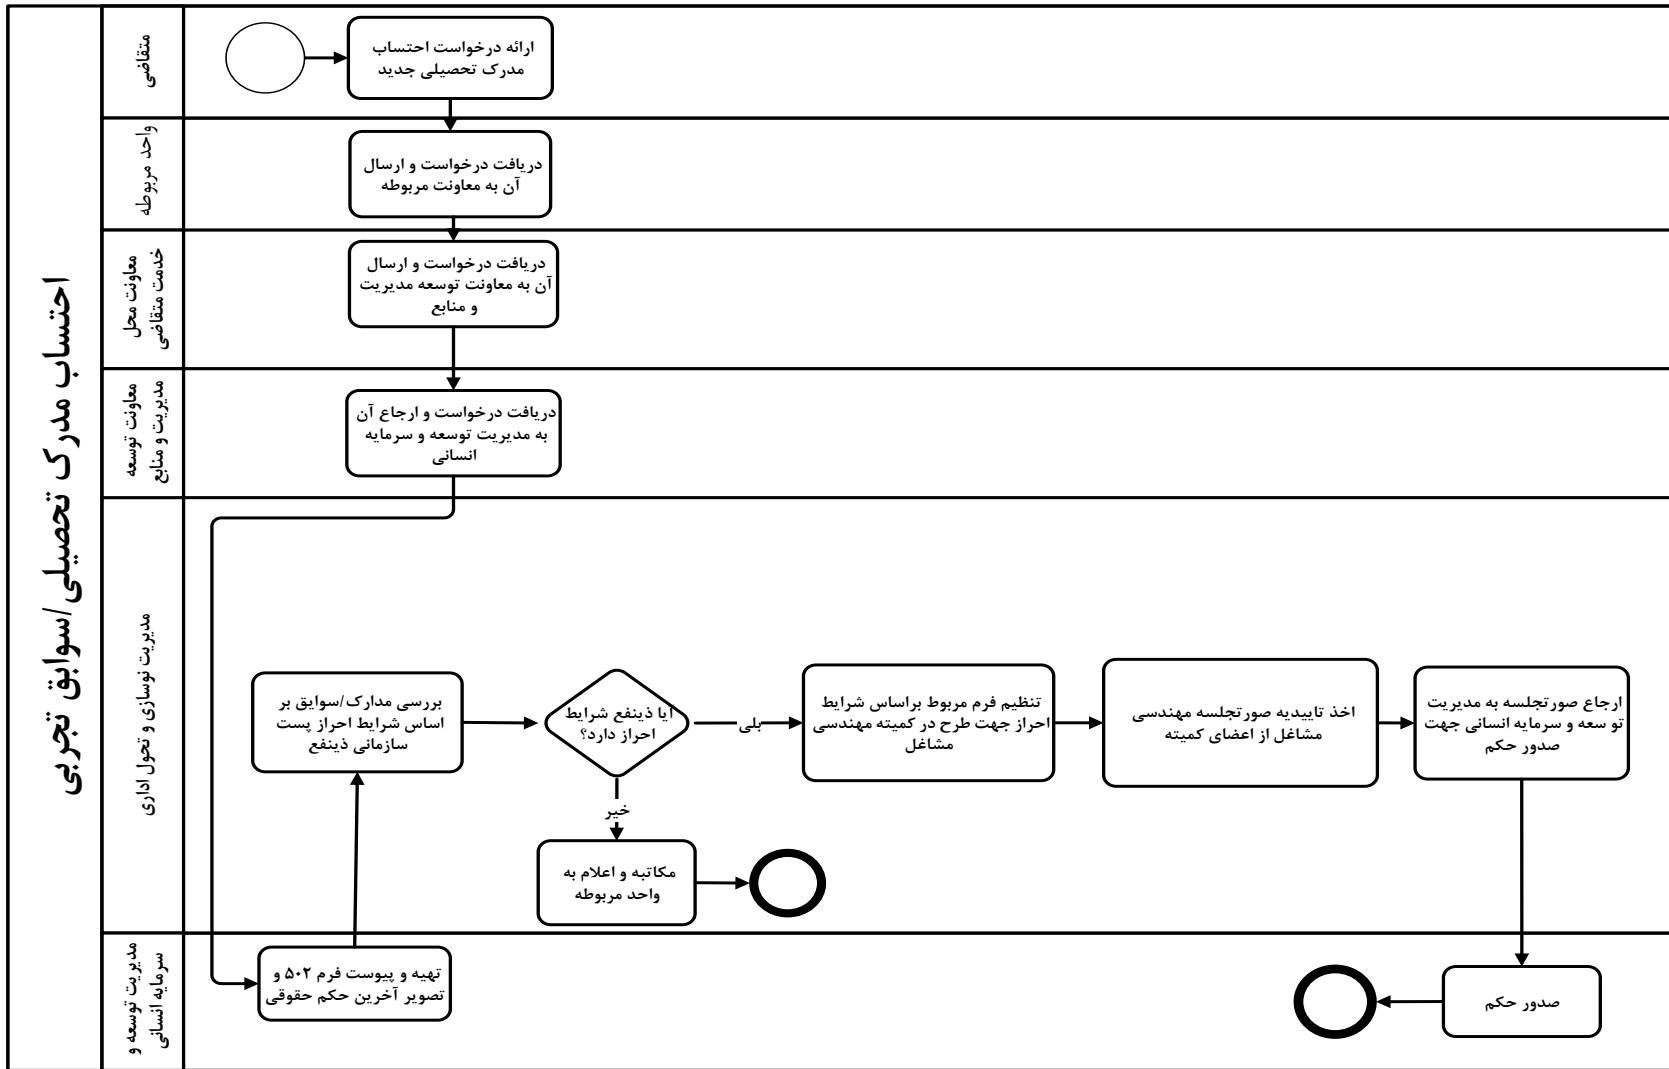 احتساب مدرک تحصیلی/سوابق تجربی
متقاضی
ارائه درخواست احتساب
مدرک تحصیلی جدید
واحد مربوطه
دریافت درخواست و ارسال
آن به معاونت مربوطه
معاونت محل
خدمت متقاضی
دریافت درخواست و ارسال
آن به معاونت توسعه مدیریت
و منابع
معاونت توسعه
مدیریت و منابع
دریافت درخواست و ارجاع آن
به مدیریت توسعه و سرمایه
انسانی
مدیریت نوسازی و تحول اداری
بررسی مدارک/سوابق بر
اساس شرایط احراز پست
سازمانی ذینفع
آیا ذینفع شرایط
احراز دارد؟
بلی
تنظیم فرم مربوط براساس شرایط
احراز جهت طرح در کمیته مهندسی
مشاغل
اخذ تاییدیه صورتجلسه مهندسی
مشاغل از اعضای کمیته
ارجاع صورتجلسه به مدیریت
تو سعه و سرمایه انسانی جهت
صدور حکم
خیر
مکاتبه و اعلام به
واحد مربوطه
مدیریت توسعه و
سرمایه انسانی
تهیه و پیوست فرم ۵۰۲ و
تصویر آخرین حکم حقوقی
صدور حکم